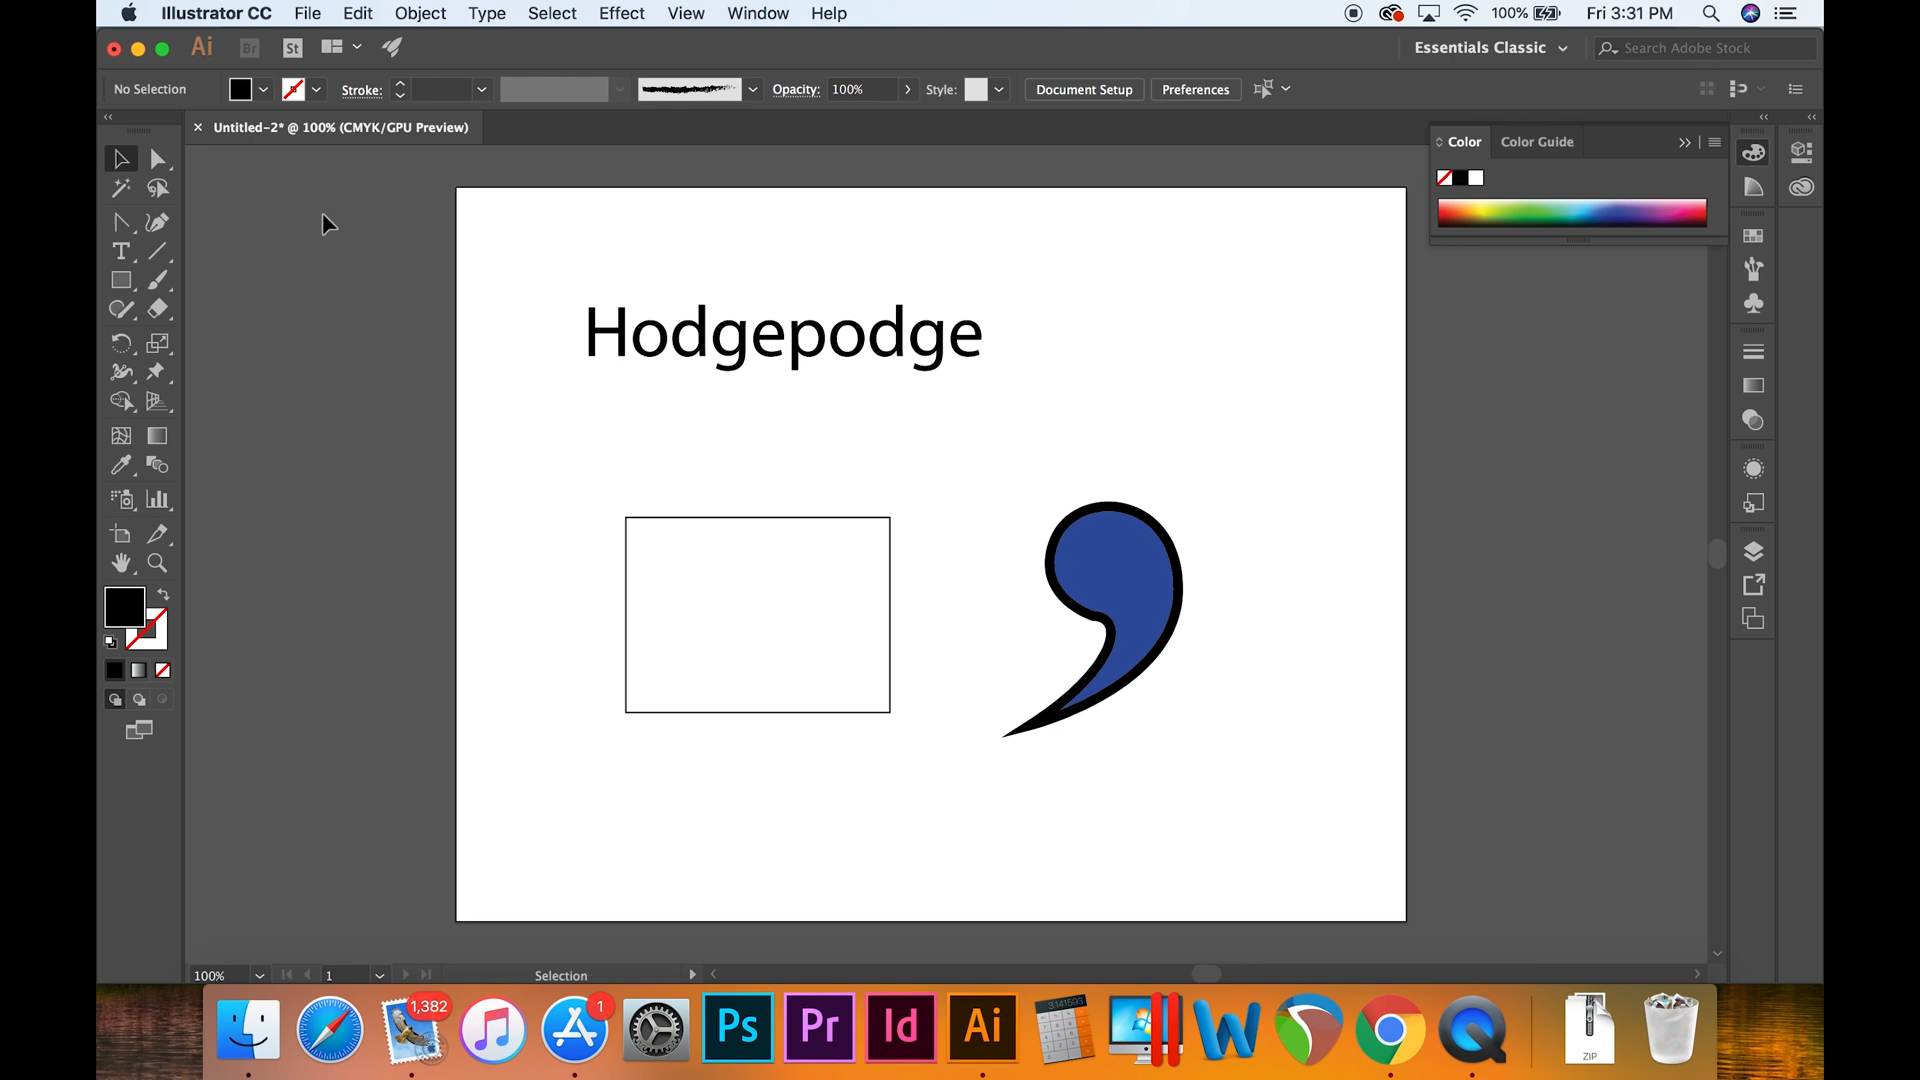 Illustrator CC File Edit Object Type Select Effect View Window Help 100% Fri 3:31 PM
Ai Br St Essentials Classic Search Adobe Stock
No Selection Stroke: Opacity: 100% Style: Document Setup Preferences
Untitled-2* @ 100% (CMYK/GPU Preview)
Color Color Guide
T
Hodgepodge
100% 1 Selection
1,382 1 Ps Pr Id Ai 3.141593 W ZIP